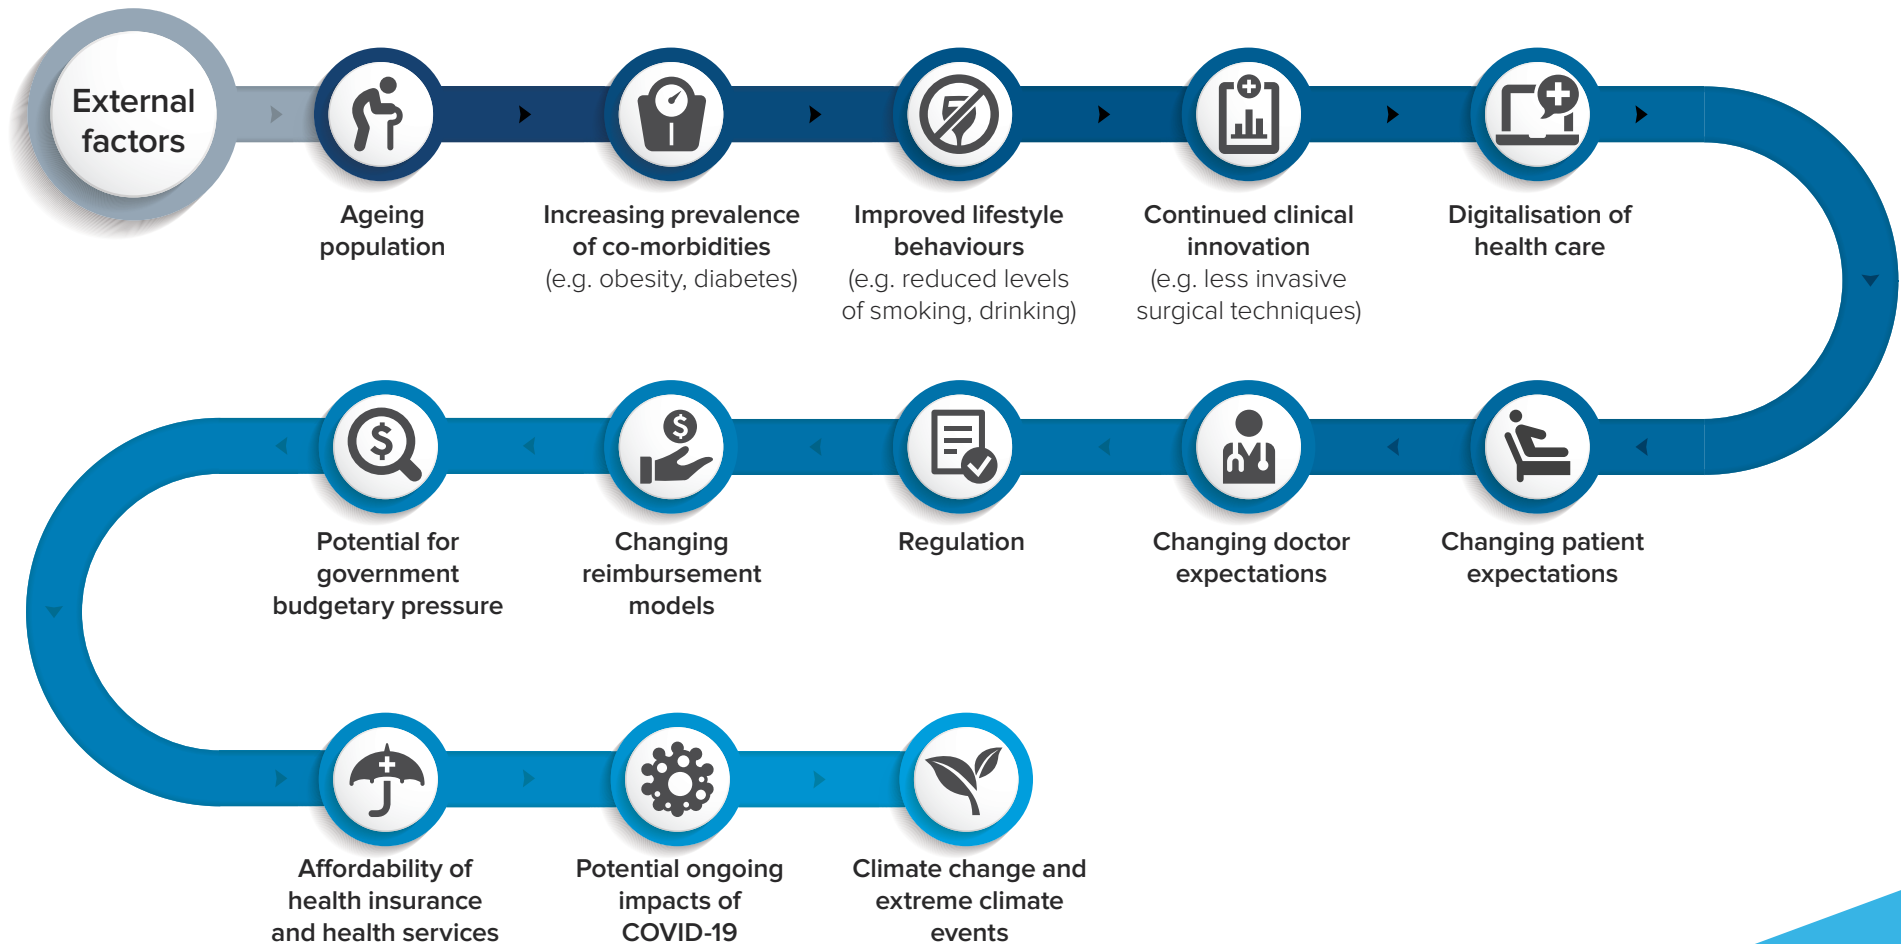 External
factors
Ageing
population
Increasing prevalence
of co-morbidities
(e.g. obesity, diabetes)
Improved lifestyle
behaviours
(e.g. reduced levels
of smoking, drinking)
Continued clinical
innovation
(e.g. less invasive
surgical techniques)
Digitalisation of
health care
Changing patient
expectations
Changing doctor
expectations
Regulation
Changing
reimbursement
models
Potential for
government
budgetary pressure
Affordability of
health insurance
and health services
Potential ongoing
impacts of
COVID-19
Climate change and
extreme climate
events